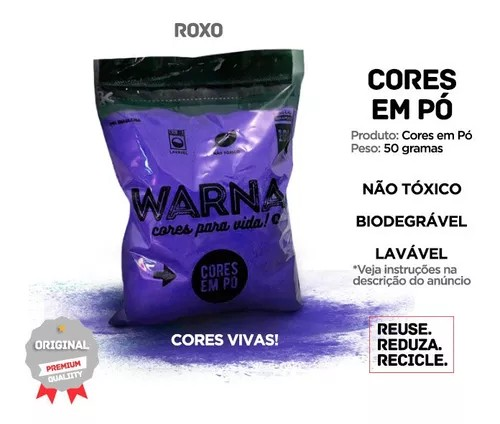 ROXO
CORES
EM PÓ
Produto: Cores em Pó
Peso: 50 gramas
NÃO TÓXICO
BIODEGRÁVEL
LAVÁVEL
*Veja instruções na
descrição do anúncio
WARNA
cores para vida!
CORES
EM PÓ
CORES VIVAS!
ORIGINAL
PREMIUM
QUALIITY
REUSE.
REDUZA.
RECICLE.